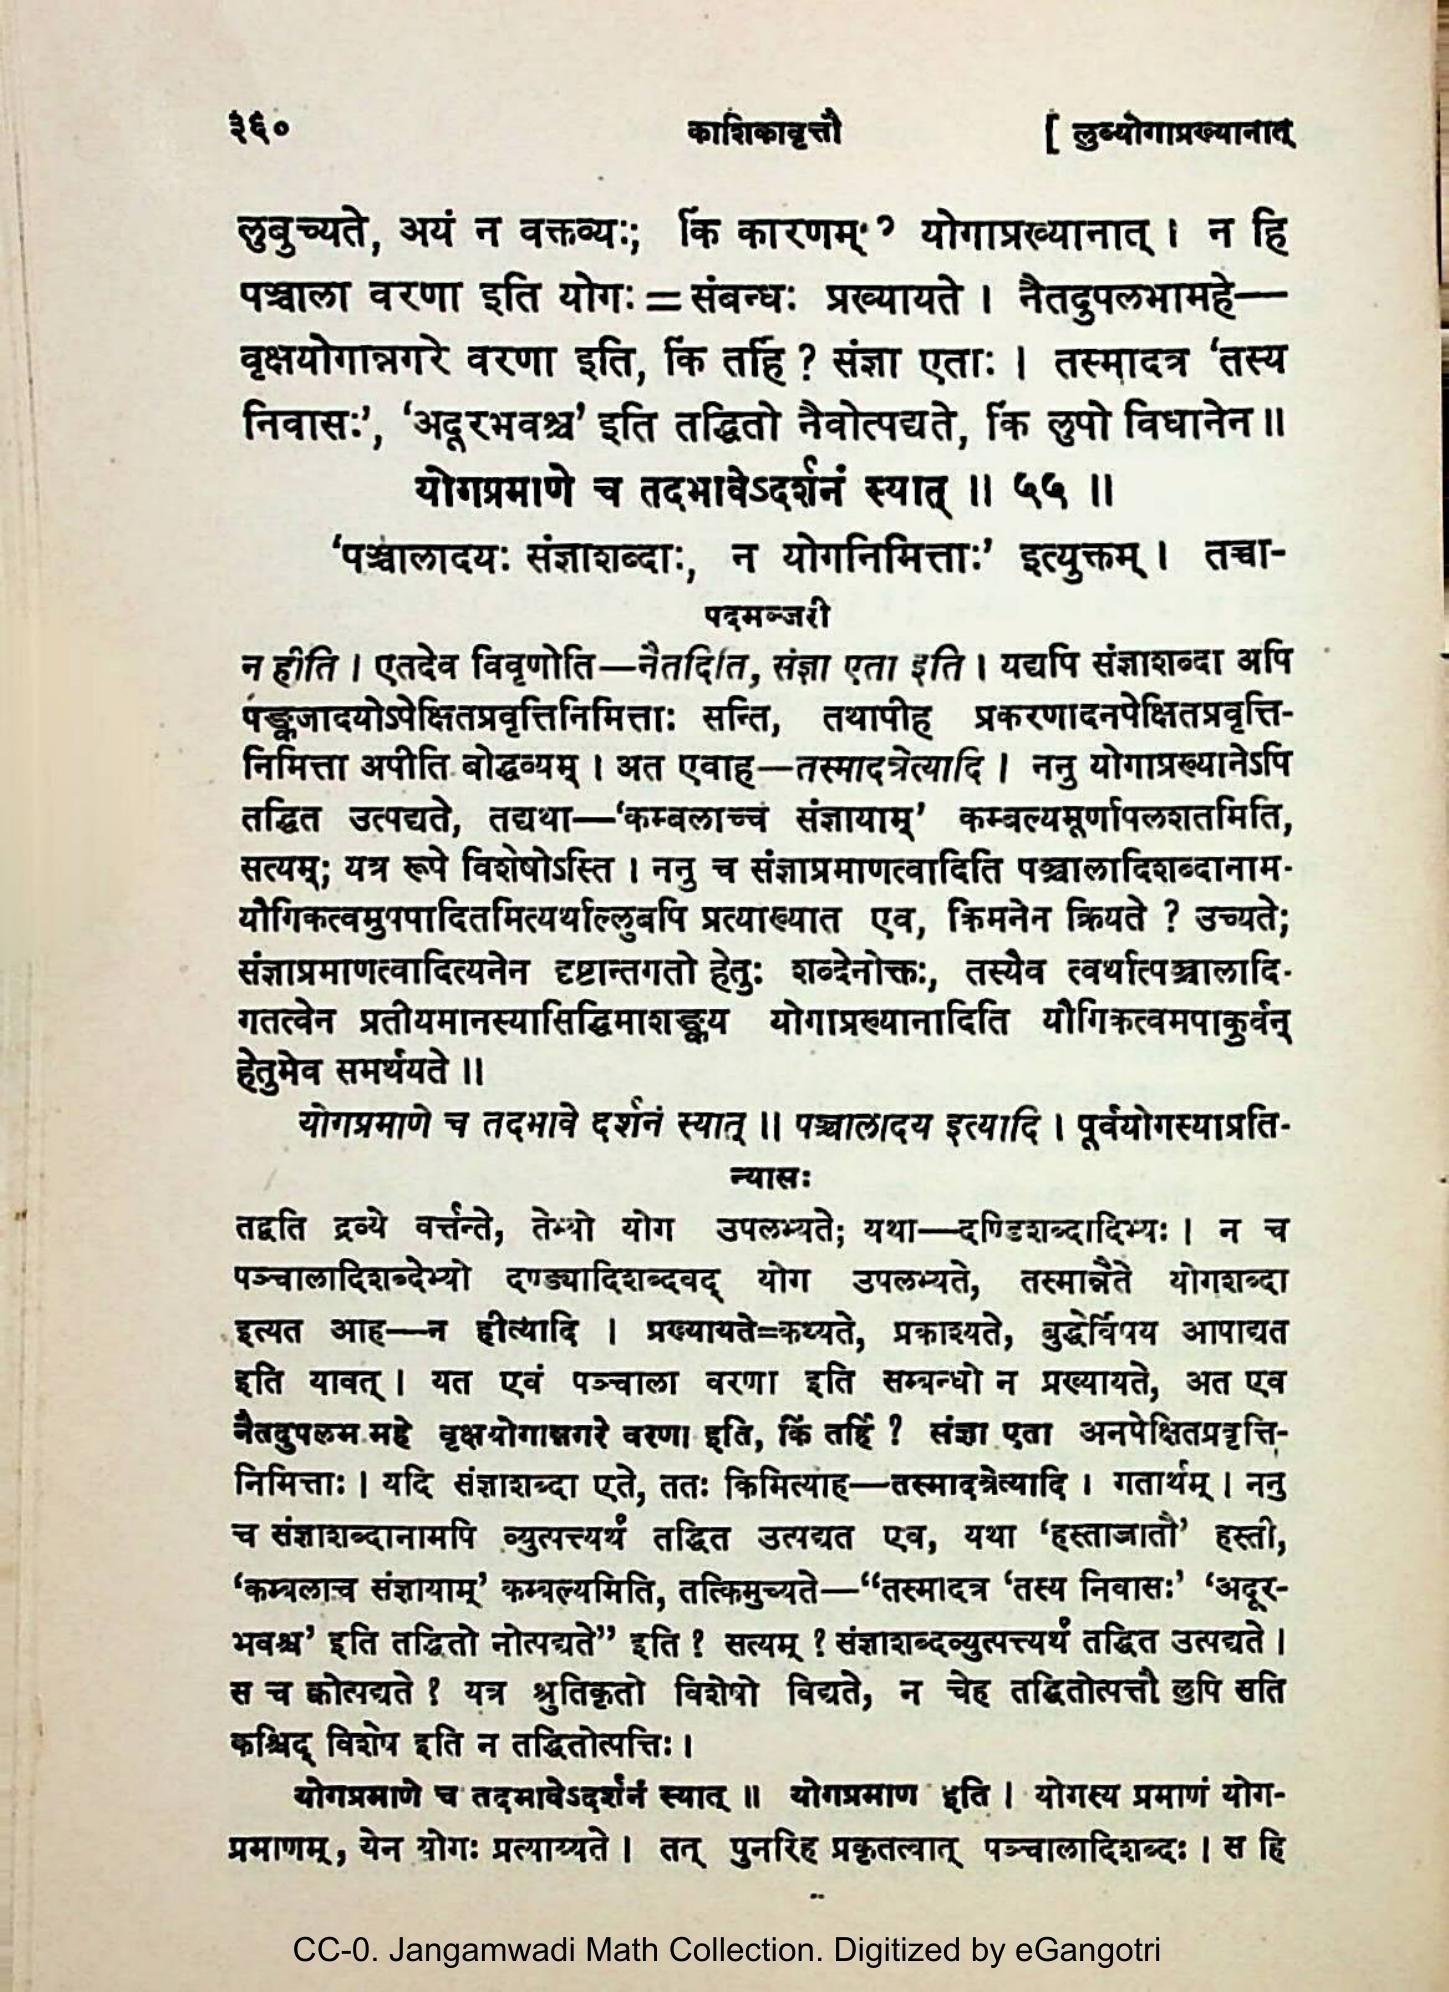 ३६० काशिकावृत्तौ [ लुब्योगाप्रख्यानात्
लुबुच्यते, अयं न वक्तव्यः; किं कारणम् ? योगाप्रख्यानात् । न हि
पञ्चाला वरणा इति योगः = संबन्धः प्रख्यायते । नैतदुपलभामहे—
वृक्षयोगान्नगरे वरणा इति, किं तर्हि ? संज्ञा एताः । तस्मादत्र ‘तस्य
निवासः’, ‘अदूरभवश्च’ इति तद्धितो नैवोत्पद्यते, किं लुपो विधानेन ॥
योगप्रमाणे च तदभावेऽदर्शनं स्यात् ॥ ५५ ॥
‘पञ्चालादयः संज्ञाशब्दाः, न योगनिमित्ताः’ इत्युक्तम् । तच्चा-
पदमञ्जरी
न हीति । एतदेव विवृणोति—नैतदिति, संज्ञा एता इति । यद्यपि संज्ञाशब्दा अपि
पङ्कजादयोऽपेक्षितप्रवृत्तिनिमित्ताः सन्ति, तथापीह प्रकरणादनपेक्षितप्रवृत्ति-
निमित्ता अपीति बोद्धव्यम् । अत एवाह—तस्मादत्रेत्यादि । ननु योगाप्रख्यानेऽपि
तद्धित उत्पद्यते, तद्यथा—‘कम्बलाच्च संज्ञायाम्’ कम्बल्यमूर्णापलशतमिति,
सत्यम्; यत्र रूपे विशेषोऽस्ति । ननु च संज्ञाप्रमाणत्वादिति पञ्चालादिशब्दानाम-
यौगिकत्वमुपपादितमित्यर्थाल्लुबपि प्रत्याख्यात एव, किमनेन क्रियते ? उच्यते;
संज्ञाप्रमाणत्वादित्यनेन दृष्टान्तगतो हेतुः शब्देनोक्तः, तस्यैव त्वर्थात्पञ्चालादि-
गतत्वेन प्रतीयमानस्यासिद्धिमाशङ्कय योगाप्रख्यानादिति यौगिकत्वमपाकुर्वन्
हेतुमेव समर्थयते ॥
योगप्रमाणे च तदभावे दर्शनं स्यात् ॥ पञ्चालादय इत्यादि । पूर्वयोगस्याप्रति-
न्यासः
तद्वति द्रव्ये वर्त्तन्ते, तेभ्यो योग उपलभ्यते; यथा—दण्डिशब्दादिभ्यः । न च
पञ्चालादिशब्देभ्यो दण्ड्यादिशब्दवद् योग उपलभ्यते, तस्मान्नैते योगशब्दा
इत्यत आह—न हीत्यादि । प्रख्यायते=कथ्यते, प्रकाश्यते, बुद्धेर्विषय आपाद्यत
इति यावत् । यत एवं पञ्चाला वरणा इति सम्बन्धो न प्रख्यायते, अत एव
नैतदुपलभामहे वृक्षयोगान्नगरे वरणा इति, किं तर्हि ? संज्ञा एता अनपेक्षितप्रवृत्ति-
निमित्ताः । यदि संज्ञाशब्दा एते, ततः किमित्याह—तस्मादत्रेत्यादि । गतार्थम् । ननु
च संज्ञाशब्दानामपि व्युत्पत्त्यर्थं तद्धित उत्पद्यत एव, यथा ‘हस्ताज्जातौ’ हस्ती,
‘कम्बलाच्च संज्ञायाम्’ कम्बल्यमिति, तत्किमुच्यते—“तस्मादत्र ‘तस्य निवासः’ ‘अदूर-
भवश्च’ इति तद्धितो नोत्पद्यते” इति ? सत्यम् ? संज्ञाशब्दव्युत्पत्त्यर्थं तद्धित उत्पद्यते ।
स च क्वोत्पद्यते ? यत्र श्रुतिकृतो विशेषो विद्यते, न चेह तद्धितोत्पत्तौ लुपि सति
कश्चिद् विशेष इति न तद्धितोत्पत्तिः ।
योगप्रमाणे च तदभावेऽदर्शनं स्यात् ॥ योगप्रमाण इति । योगस्य प्रमाणं योग-
प्रमाणम्, येन योगः प्रत्याय्यते । तत् पुनरिह प्रकृतत्वात् पञ्चालादिशब्दः । स हि
CC-0. Jangamwadi Math Collection. Digitized by eGangotri